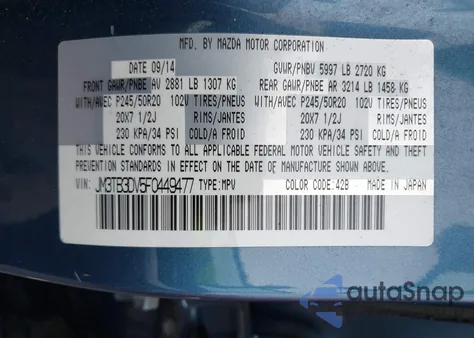 MFD. BY MAZDA MOTOR CORPORATION
DATE 09/14 GVWR/PNBV 5997 LB 2720 KG
FRONT GAWR/PNBE AV 2881 LB 1307 KG REAR GAWR/PNBE AR 3214 LB 1458 KG
WITH/AVEC P245/50R20 102V TIRES/PNEUS WITH/AVEC P245/50R20 102V TIRES/PNEUS
20X7 1/2J RIMS/JANTES 20X7 1/2J RIMS/JANTES
230 KPA/34 PSI COLD/A FROID 230 KPA/34 PSI COLD/A FROID
THIS VEHICLE CONFORMS TO ALL APPLICABLE FEDERAL MOTOR VEHICLE SAFETY AND THEFT
PREVENTION STANDARDS IN EFFECT ON THE DATE OF MANUFACTURE SHOWN ABOVE.
VIN: JM3TB3DV5F0449477 TYPE:MPV COLOR CODE:42B MADE IN JAPAN
autoSnap